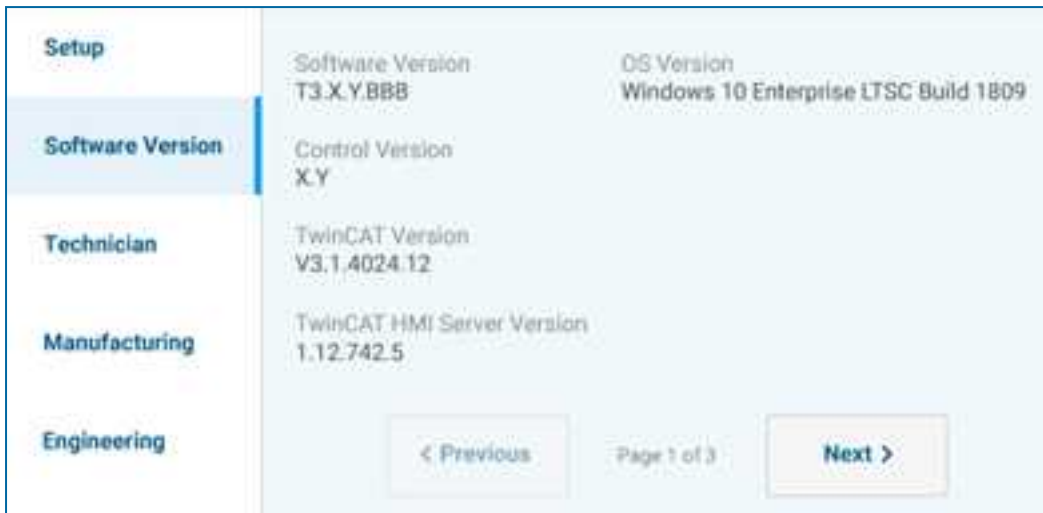 Setup
Software Version
Technician
Manufacturing
Engineering
Software Version
T3.X.Y.BBB
OS Version
Windows 10 Enterprise LTSC Build 1809
Control Version
X.Y
TwinCAT Version
V3.1.4024.12
TwinCAT HMI Server Version
1.12.742.5
< Previous
Page 1 of 3
Next >